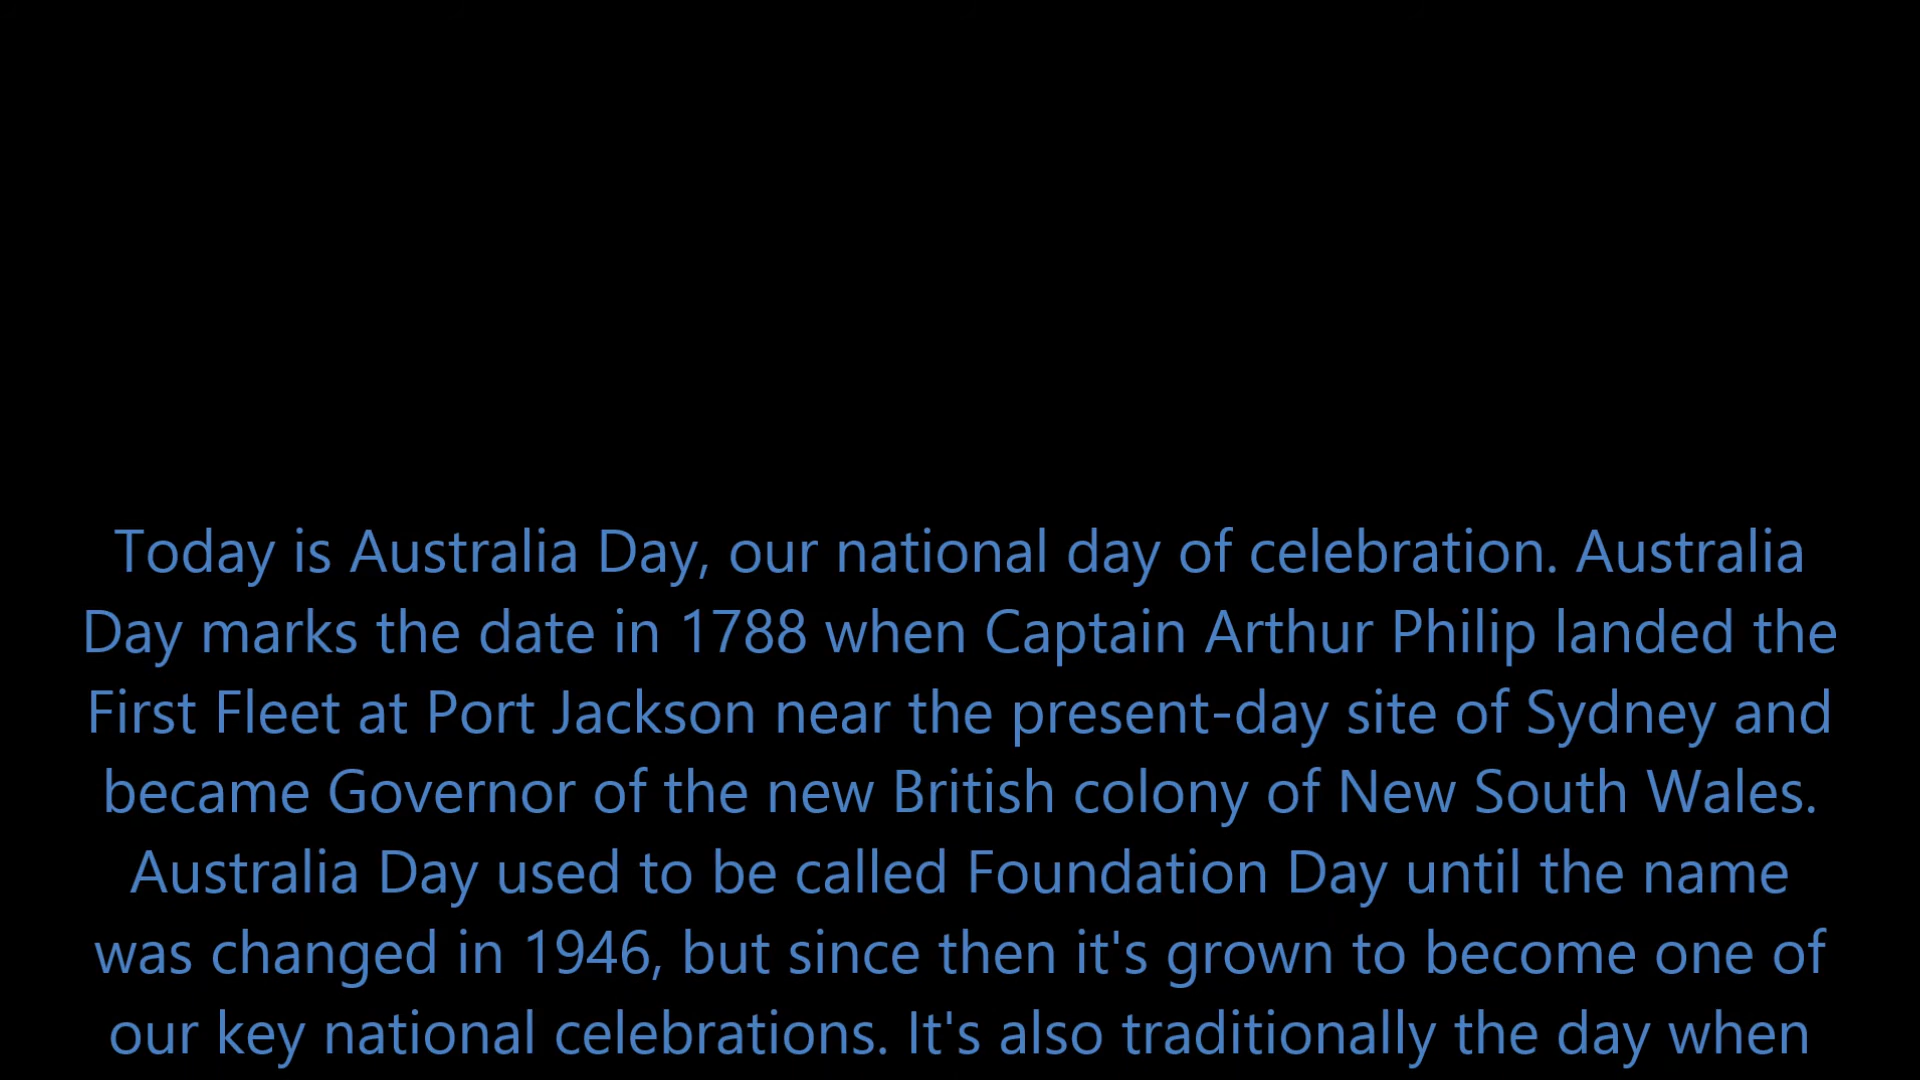 Today is Australia Day, our national day of celebration. Australia
Day marks the date in 1788 when Captain Arthur Philip landed the
First Fleet at Port Jackson near the present-day site of Sydney and
became Governor of the new British colony of New South Wales.
Australia Day used to be called Foundation Day until the name
was changed in 1946, but since then it's grown to become one of
our key national celebrations. It's also traditionally the day when